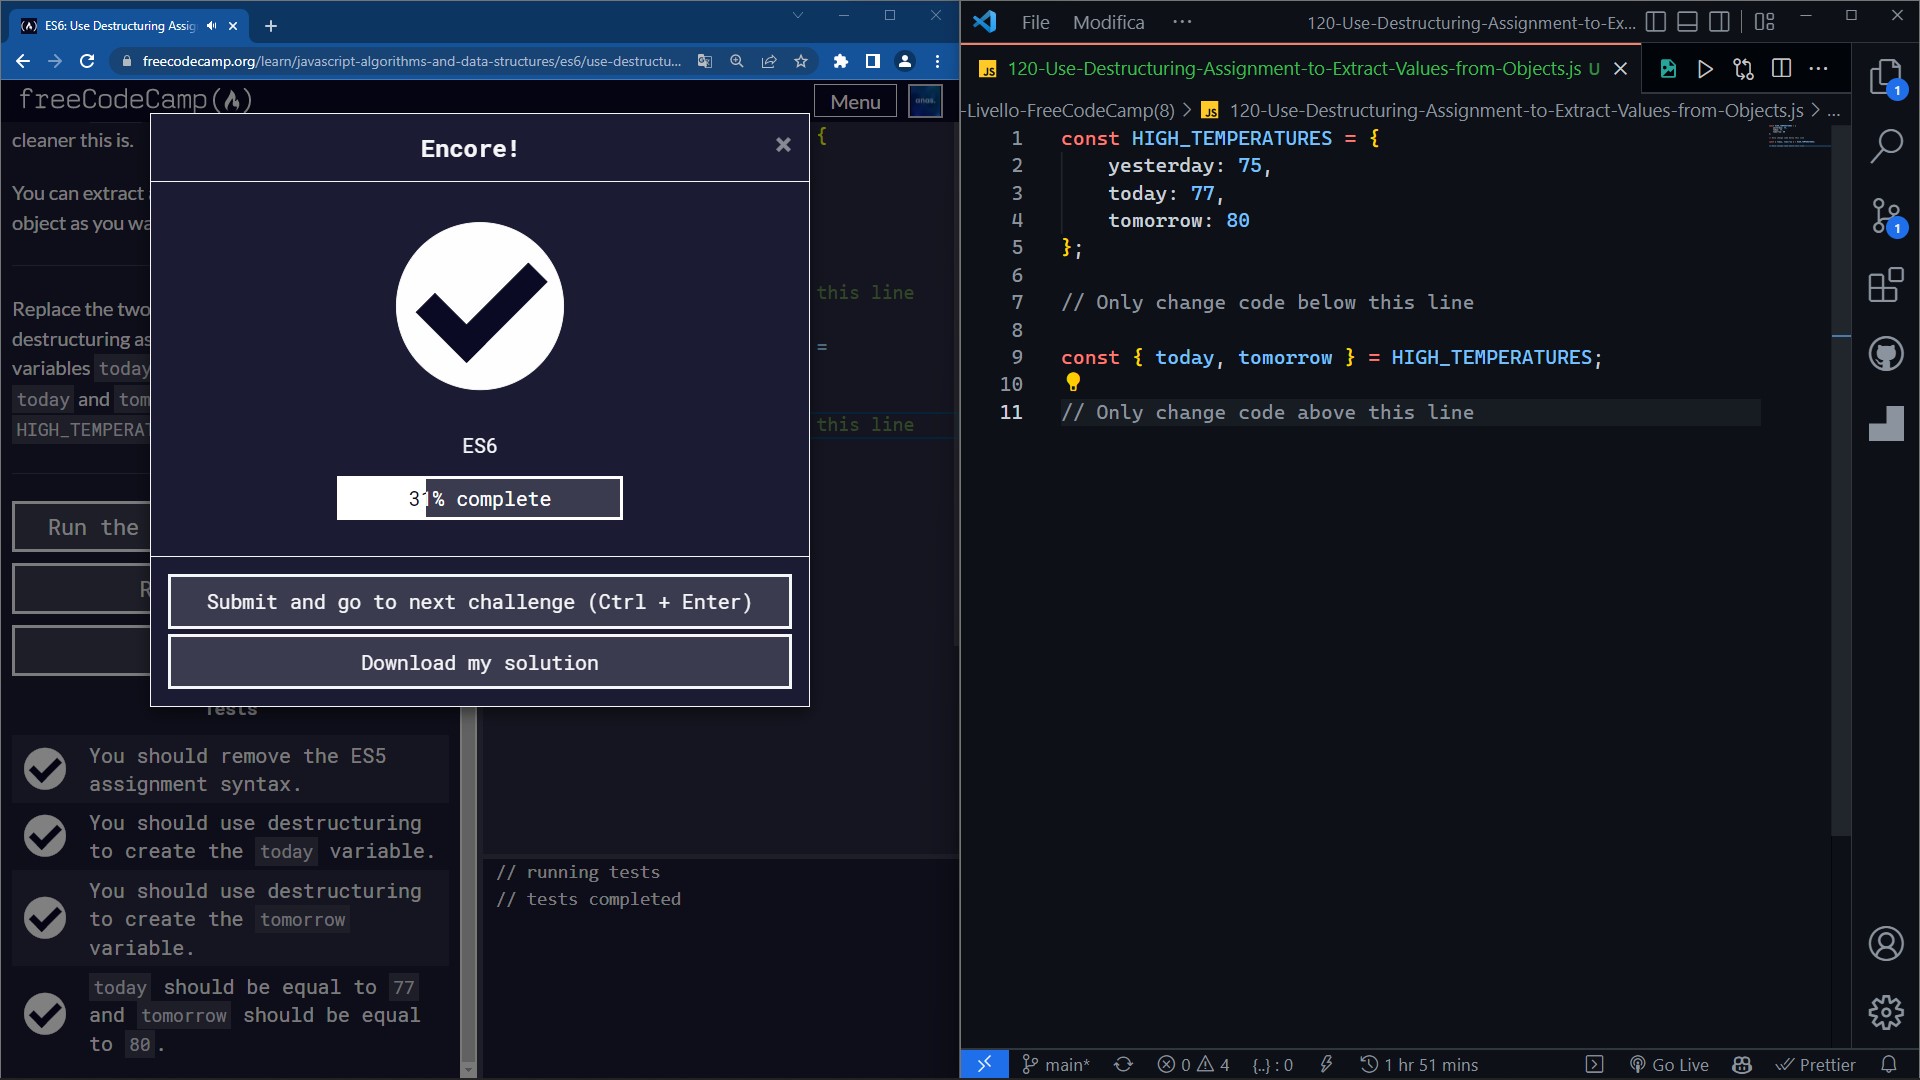 ES6: Use Destructuring Assig
freecodecamp.org/learn/javascript-algorithms-and-data-structures/es6/use-destructu...
freeCodeCamp
Menu
cleaner this is.
You can extract
object as you wa
Replace the two
destructuring as
variables today
today and tom
HIGH_TEMPERAT
Run the
R
Encore!
×
ES6
31% complete
Submit and go to next challenge (Ctrl + Enter)
Download my solution
{
this line
=
this line
Tests
You should remove the ES5
assignment syntax.
You should use destructuring
to create the today variable.
You should use destructuring
to create the tomorrow
variable.
today should be equal to 77
and tomorrow should be equal
to 80.
// running tests
// tests completed
File Modifica ···
120-Use-Destructuring-Assignment-to-Ex...
JS 120-Use-Destructuring-Assignment-to-Extract-Values-from-Objects.js U
-Livello-FreeCodeCamp(8) > JS 120-Use-Destructuring-Assignment-to-Extract-Values-from-Objects.js > ...
1 const HIGH_TEMPERATURES = {
2 yesterday: 75,
3 today: 77,
4 tomorrow: 80
5 };
6
7 // Only change code below this line
8
9 const { today, tomorrow } = HIGH_TEMPERATURES;
10
11 // Only change code above this line
1
1
main* 0 4 {..} : 0 1 hr 51 mins Go Live Prettier